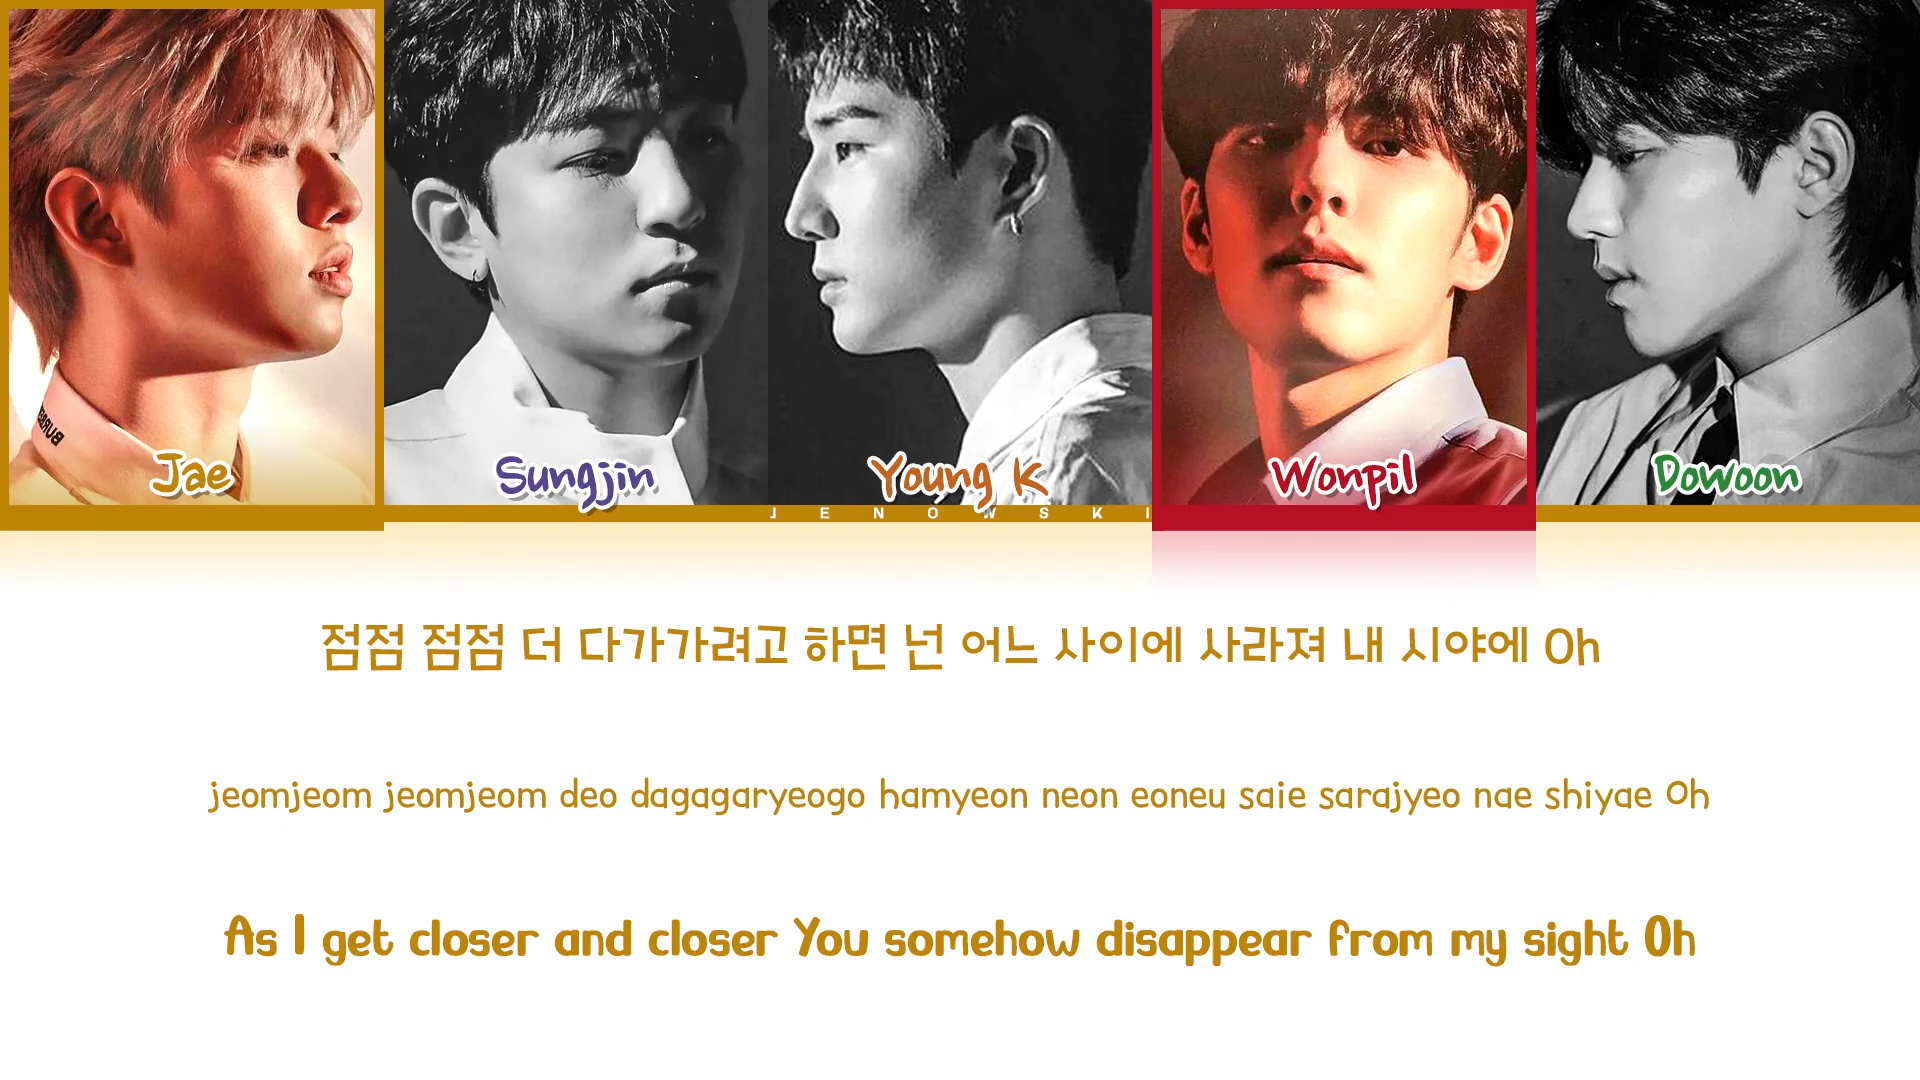 BURBE
Jae
Sungjin
Young K
Wonpil
Dowoon
JENOWSKI
점점 점점 더 다가가려고 하면 넌 어느 사이에 사라져 내 시야에 Oh
jeomjeom jeomjeom deo dagagaryeogo hamyeon neon eoneu saie sarajyeo nae shiyae Oh
As I get closer and closer You somehow disappear from my sight Oh